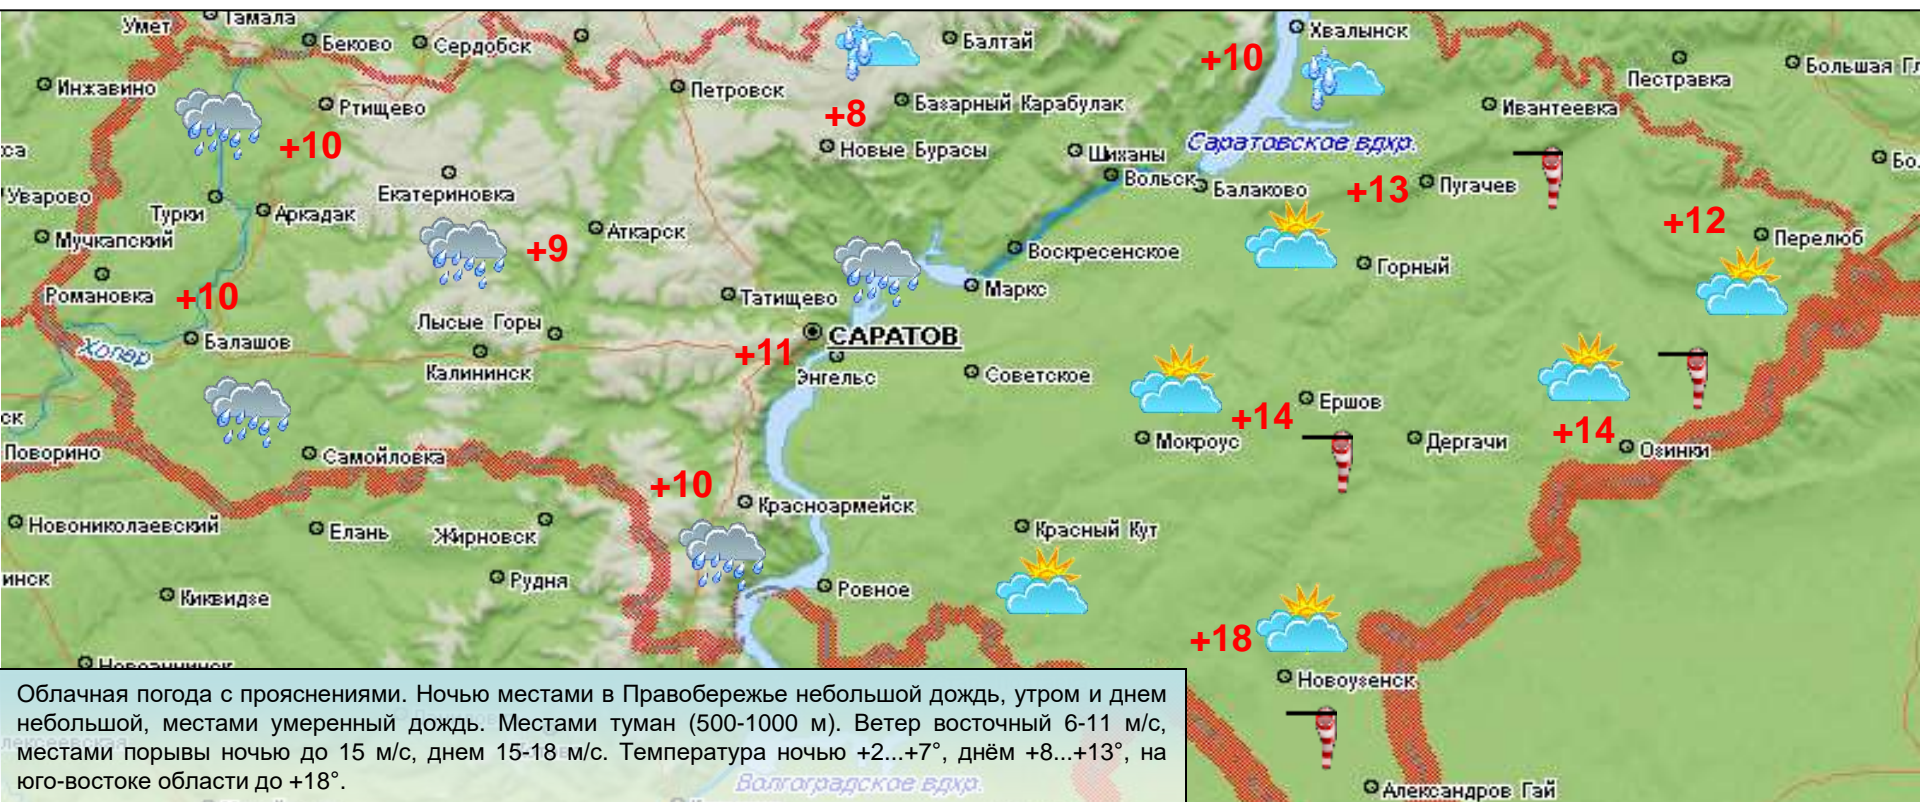 Умет
Тамала
Беково
Сердобск
Балтай
+10
Хвалынск
Пестравка
Большая Гл
Инжавино
Ртищево
Петровск
+8
Базарный Карабулак
Ивантеевка
+10
Новые Бурасы
Шиханы
Саратовское вдхр.
са
Бо.
Уварово
Екатериновка
Вольск
Балаково
+13
Пугачев
Турки
Аркадак
Аткарск
+12
Перелюб
Мучкапский
+9
Воскресенское
Горный
Романовка
+10
Татищево
Маркс
Лысые Горы
САРАТОВ
Хопер
Балашов
+11
Калининск
Энгельс
Советское
Ершов
ск
+14
Мокроус
Дергачи
+14
Озинки
Поворино
Самойловка
+10
Красноармейск
Новониколаевский
Елань
Жирновск
Красный Кут
инск
Рудня
Киквидзе
Ровное
+18
Новоаннинск
Новоузенск
Облачная погода с прояснениями. Ночью местами в Правобережье небольшой дождь, утром и днем
небольшой, местами умеренный дождь. Местами туман (500-1000 м). Ветер восточный 6-11 м/с,
местами порывы ночью до 15 м/с, днем 15-18 м/с. Температура ночью +2...+7°, днём +8...+13°, на
юго-востоке области до +18°.
Волгоградское вдхр.
Александров Гай